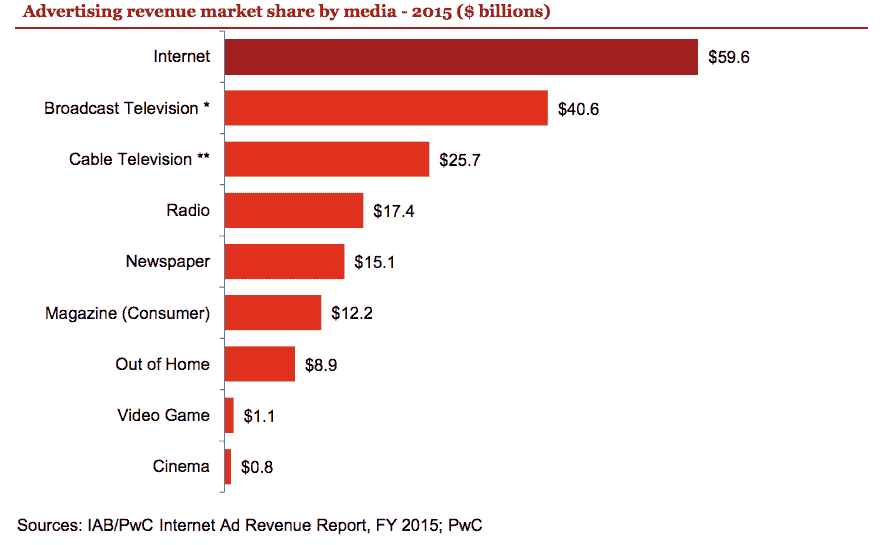 Advertising revenue market share by media - 2015 ($ billions)
Internet $59.6
Broadcast Television * $40.6
Cable Television ** $25.7
Radio $17.4
Newspaper $15.1
Magazine (Consumer) $12.2
Out of Home $8.9
Video Game $1.1
Cinema $0.8
Sources: IAB/PwC Internet Ad Revenue Report, FY 2015; PwC